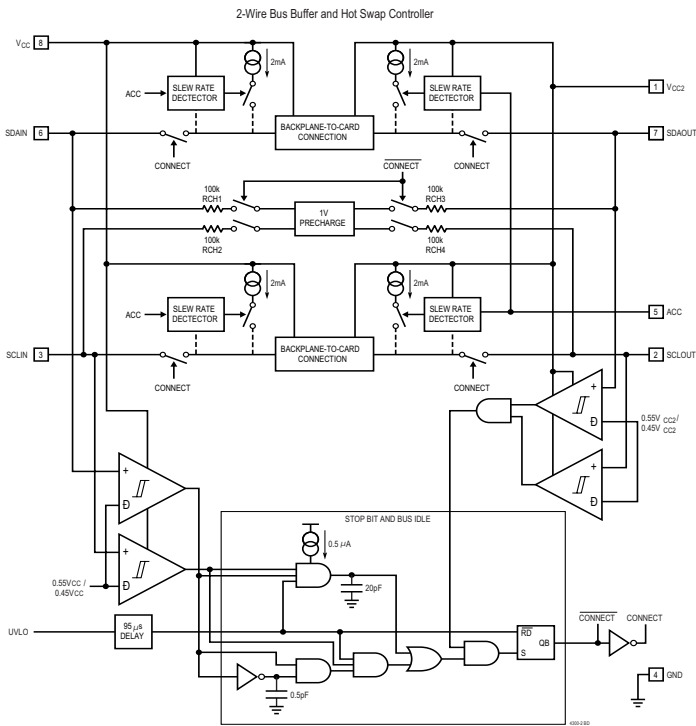 2-Wire Bus Buffer and Hot Swap Controller
VCC 8
2mA
2mA
ACC
SLEW RATE
DECTECTOR
SLEW RATE
DECTECTOR
1 VCC2
BACKPLANE-TO-CARD
CONNECTION
SDAIN 6
7 SDAOUT
CONNECT
CONNECT
CONNECT
100k
RCH1
100k
RCH3
1V
PRECHARGE
100k
RCH2
100k
RCH4
2mA
2mA
ACC
SLEW RATE
DECTECTOR
SLEW RATE
DECTECTOR
5 ACC
BACKPLANE-TO-CARD
CONNECTION
SCLIN 3
2 SCLOUT
CONNECT
CONNECT
+
Ð
0.55V CC2/
0.45V CC2
+
Ð
+
Ð
STOP BIT AND BUS IDLE
0.5 µA
+
Ð
20pF
0.55VCC /
0.45VCC
UVLO
95 µs
DELAY
RD
QB
S
CONNECT
CONNECT
0.5pF
4 GND